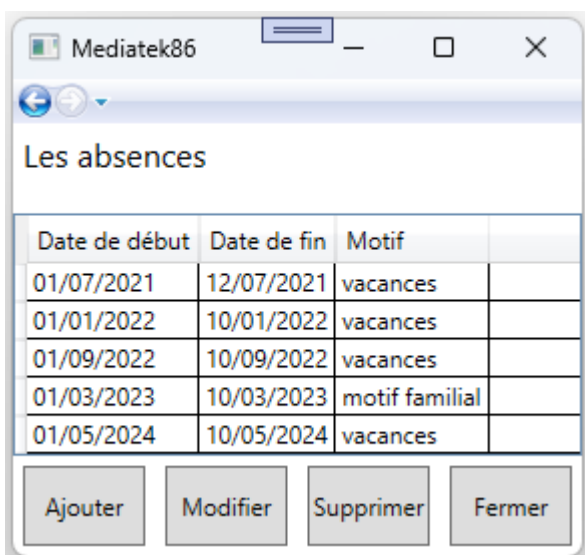 Mediatek86
Les absences
Date de début Date de fin Motif
01/07/2021 12/07/2021 vacances
01/01/2022 10/01/2022 vacances
01/09/2022 10/09/2022 vacances
01/03/2023 10/03/2023 motif familial
01/05/2024 10/05/2024 vacances
Ajouter Modifier Supprimer Fermer